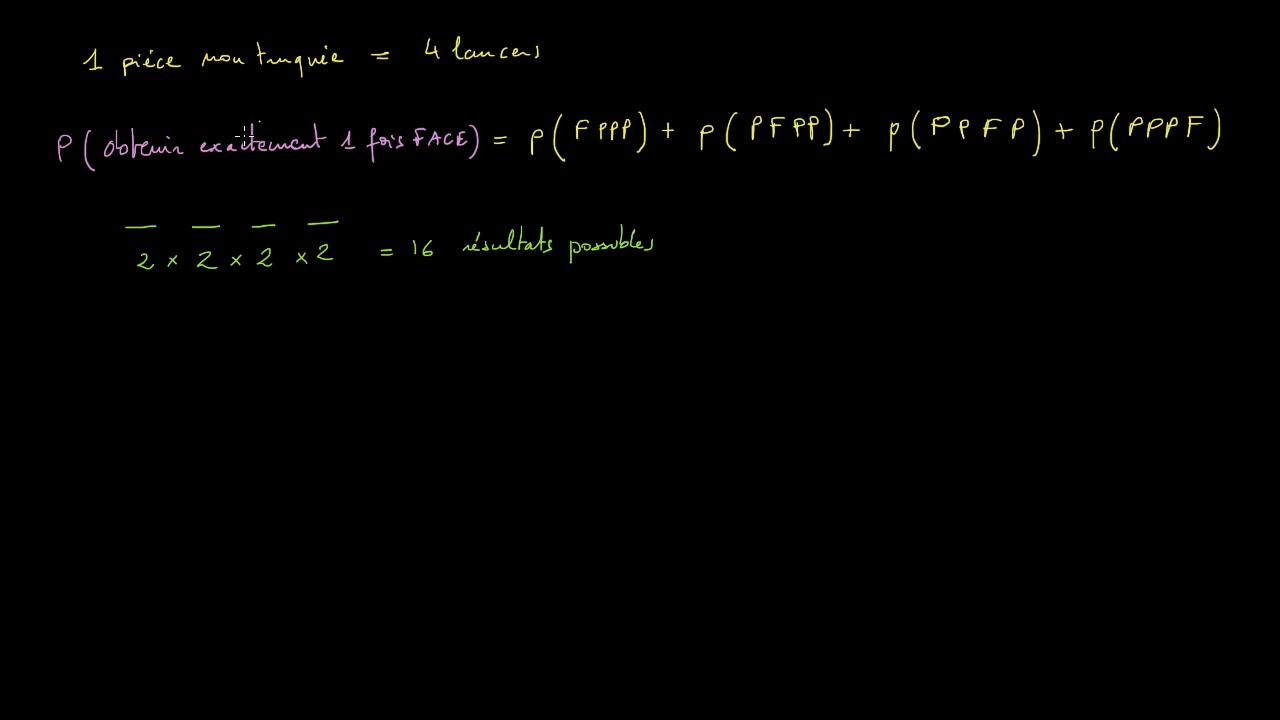 1 piéce non truquée = 4 lancers
P(obtenir exactement 1 fois FACE) = p(FPPP) + p(PFPP) + p(PPFP) + p(PPPF)
2 × 2 × 2 × 2 = 16 résultats possibles